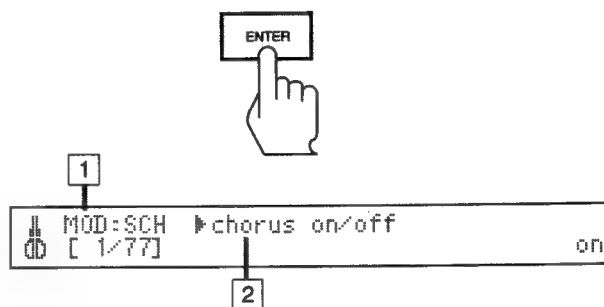 ENTER
1
MOD:SCH ▶chorus on/off
[ 1/77] on
2